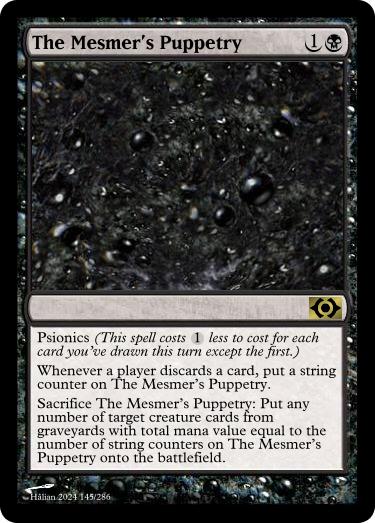 The Mesmer's Puppetry 1
Psionics (This spell costs 1 less to cost for each
card you've drawn this turn except the first.)
Whenever a player discards a card, put a string
counter on The Mesmer's Puppetry.
Sacrifice The Mesmer's Puppetry: Put any
number of target creature cards from
graveyards with total mana value equal to the
number of string counters on The Mesmer's
Puppetry onto the battlefield.
Hálian 2024 145/286